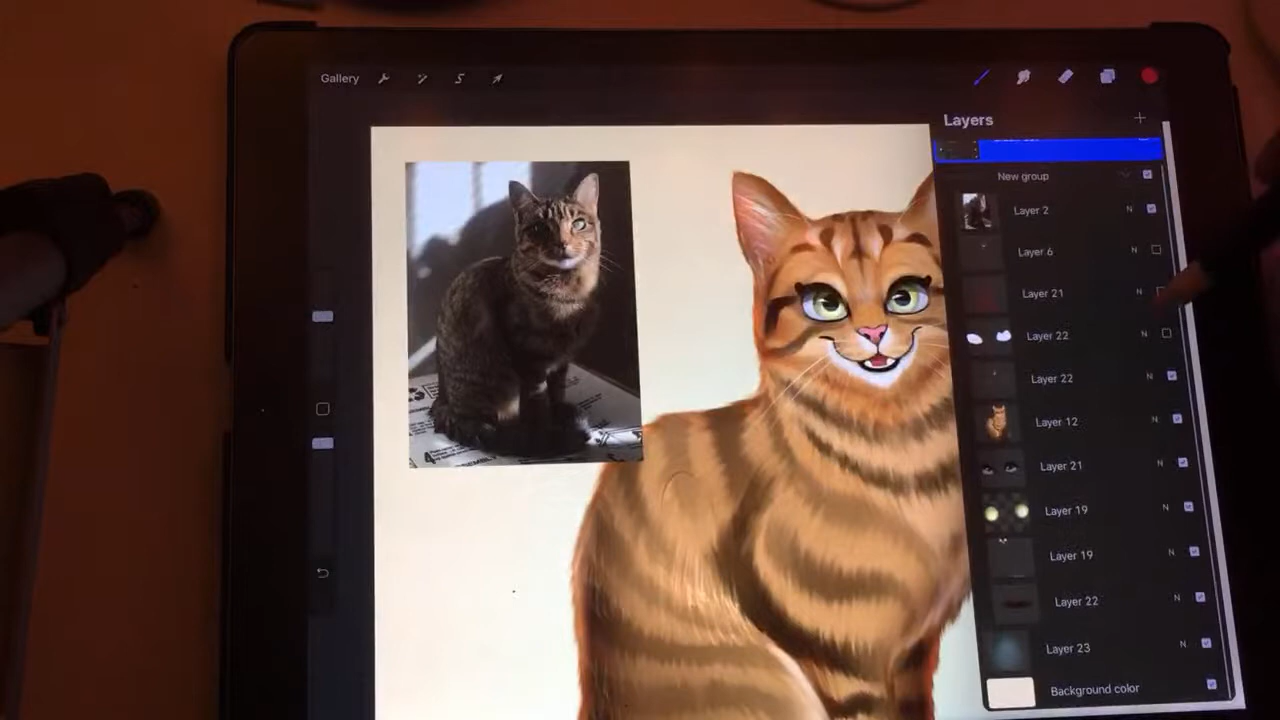 Gallery
Layers
New group
Layer 2 N
Layer 6 N
Layer 21 N
Layer 22 N
Layer 22 N
Layer 12 N
Layer 21 N
Layer 19 N
Layer 19 N
Layer 22 N
Layer 23 N
Background color